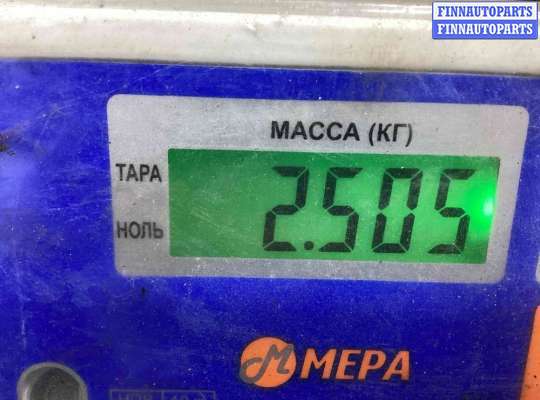 FINNAUTOPARTS
FINNAUTOPARTS
МАССА (КГ)
ТАРА
2.505
НОЛЬ
МЕРА